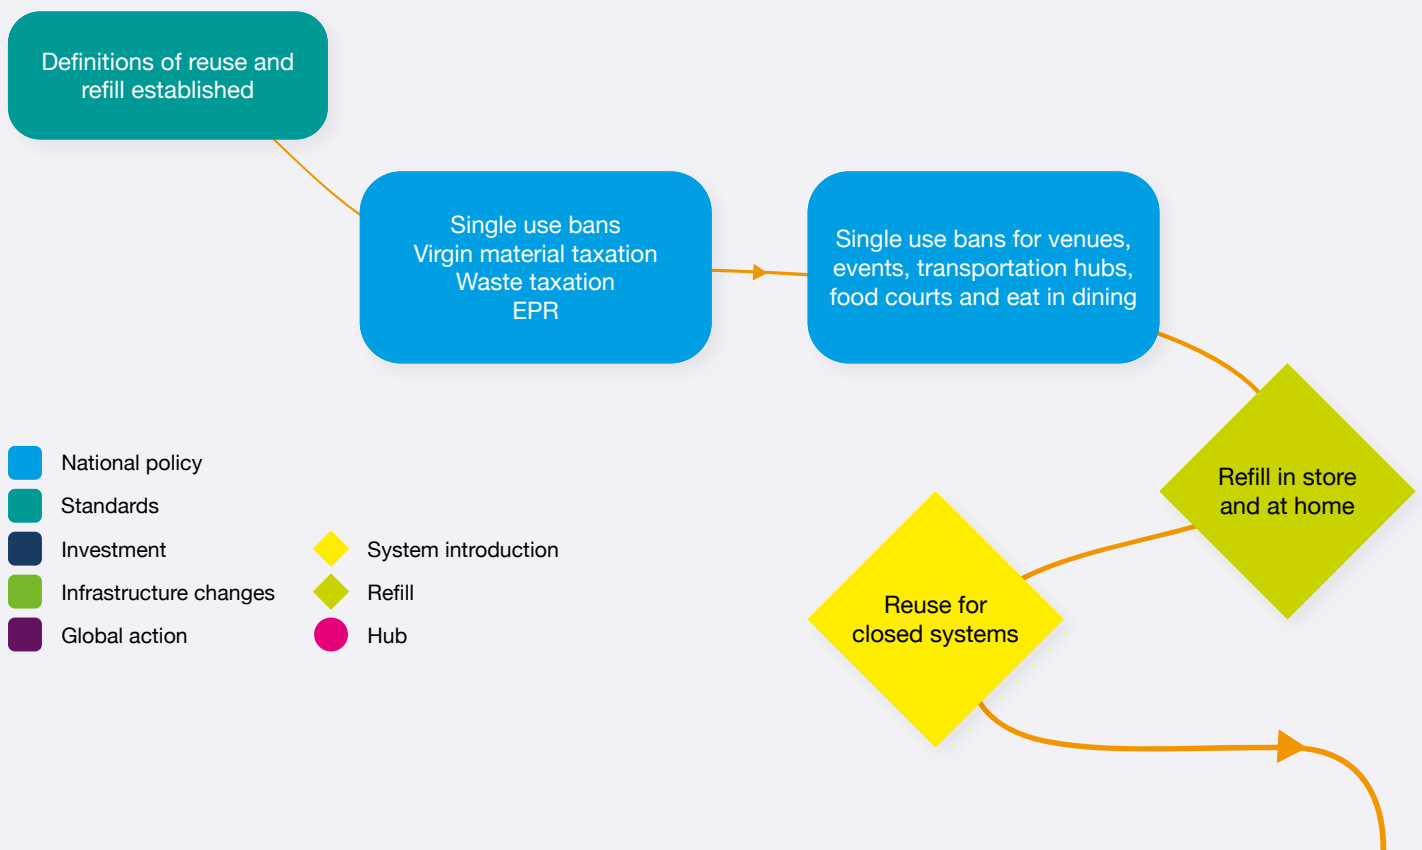 Definitions of reuse and
refill established
Single use bans
Virgin material taxation
Waste taxation
EPR
Single use bans for venues,
events, transportation hubs,
food courts and eat in dining
Refill in store
and at home
Reuse for
closed systems
National policy
Standards
Investment
Infrastructure changes
Global action
System introduction
Refill
Hub